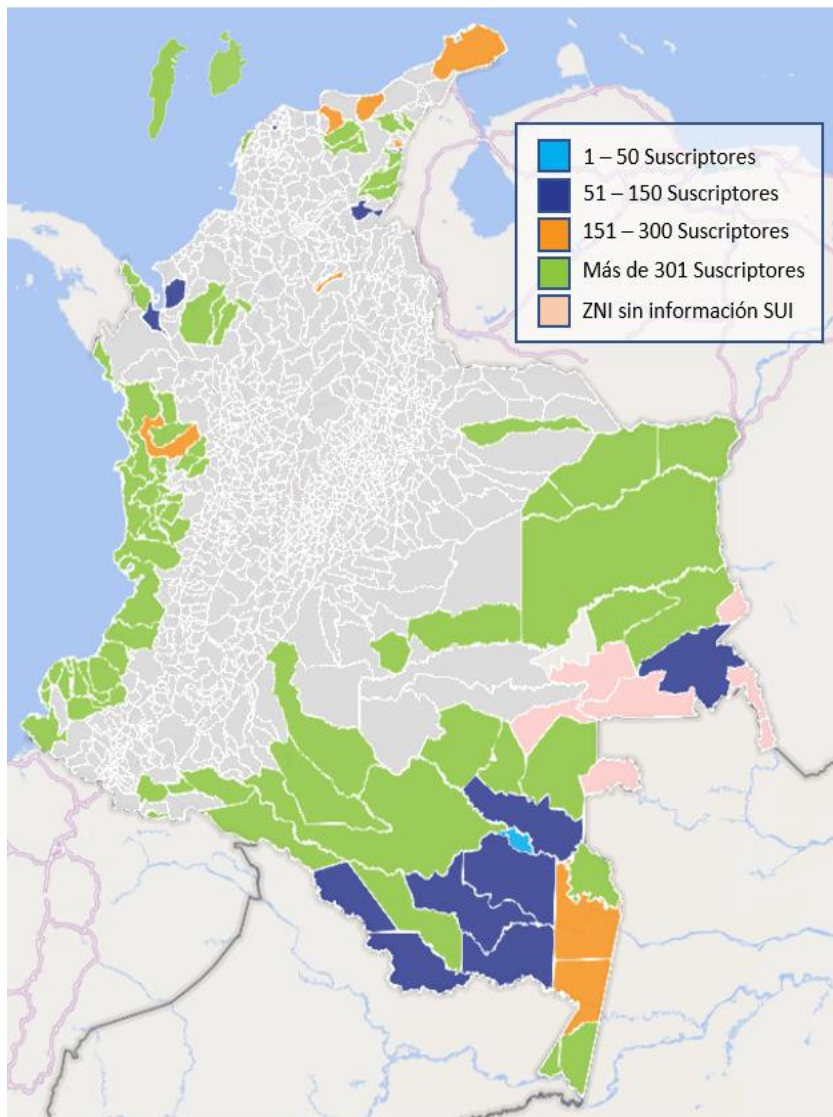 1 – 50 Suscriptores
51 – 150 Suscriptores
151 – 300 Suscriptores
Más de 301 Suscriptores
ZNI sin información SUI